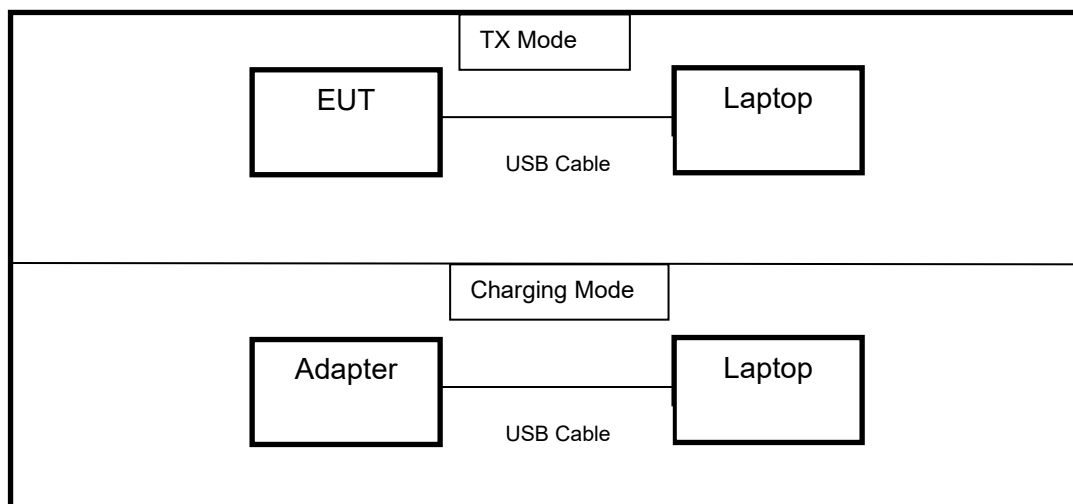 TX Mode
EUT
Laptop
USB Cable
Charging Mode
Adapter
Laptop
USB Cable